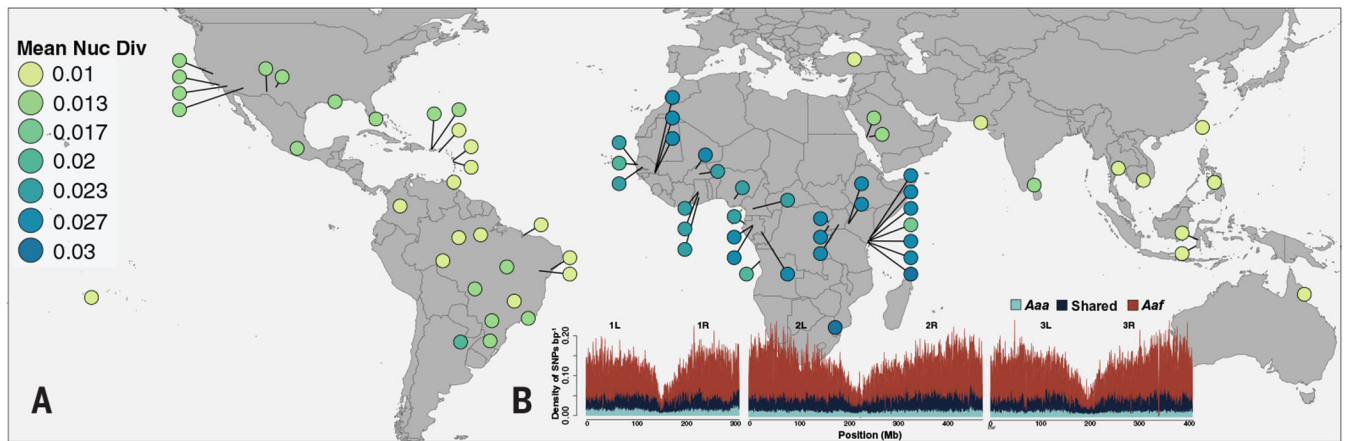 Mean Nuc Div
0.01
0.013
0.017
0.02
0.023
0.027
0.03
A
B
Aaa Shared Aaf
1L 1R 2L 2R 3L 3R
Density of SNPs bp⁻¹
0.20
0.10
0.00
0 100 200 300 0 100 200 300 400 0 100 200 300 400
Position (Mb)